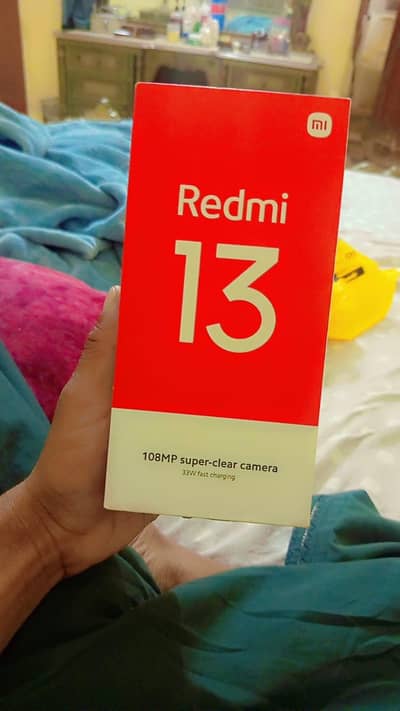 mi
Redmi
13
108MP super-clear camera
33W fast charging